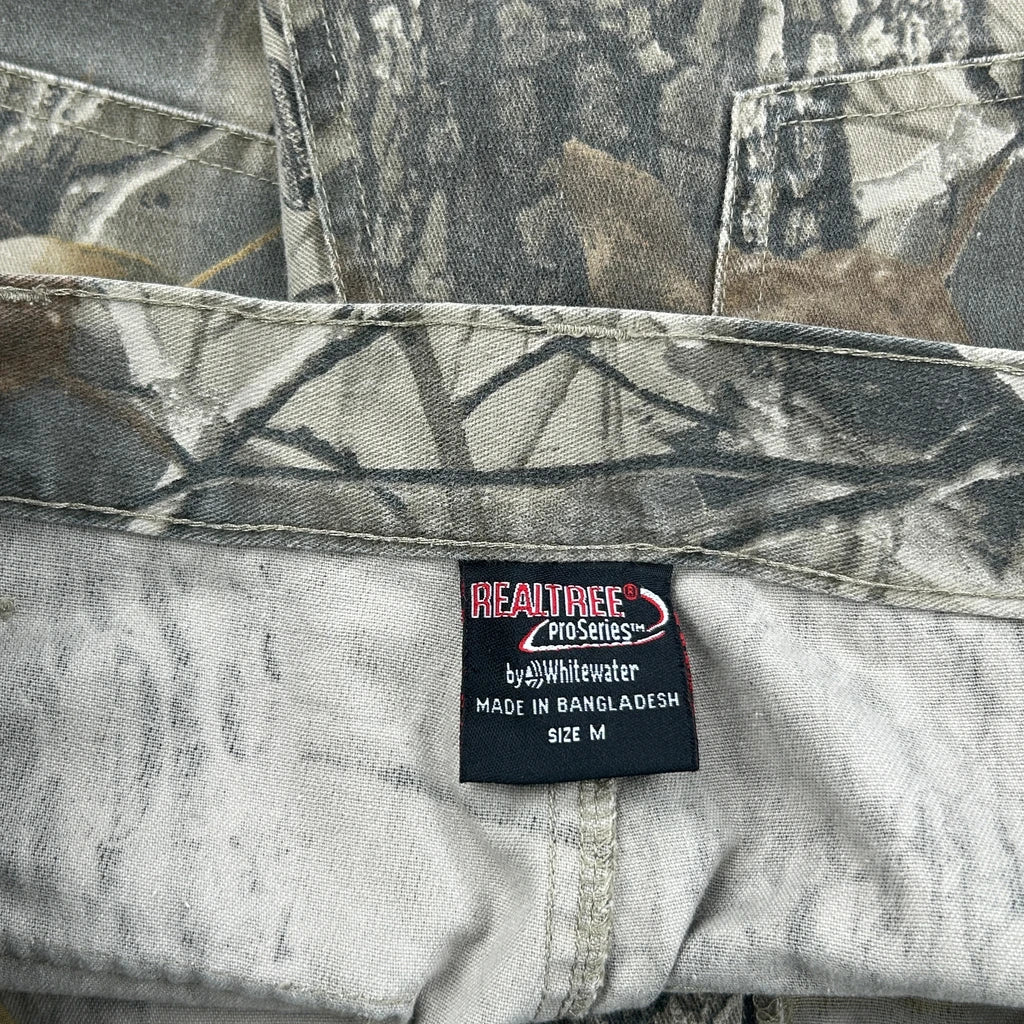 REALTREE®
proSeries™
by Whitewater
MADE IN BANGLADESH
SIZE M